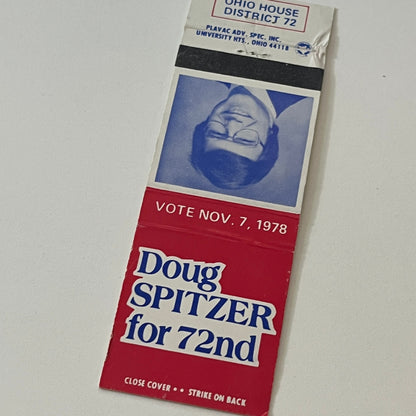 OHIO HOUSE
DISTRICT 72
PLAVAC ADV. SPEC. INC.
UNIVERSITY HTS., OHIO 44118
VOTE NOV. 7, 1978
Doug
SPITZER
for 72nd
CLOSE COVER • • STRIKE ON BACK